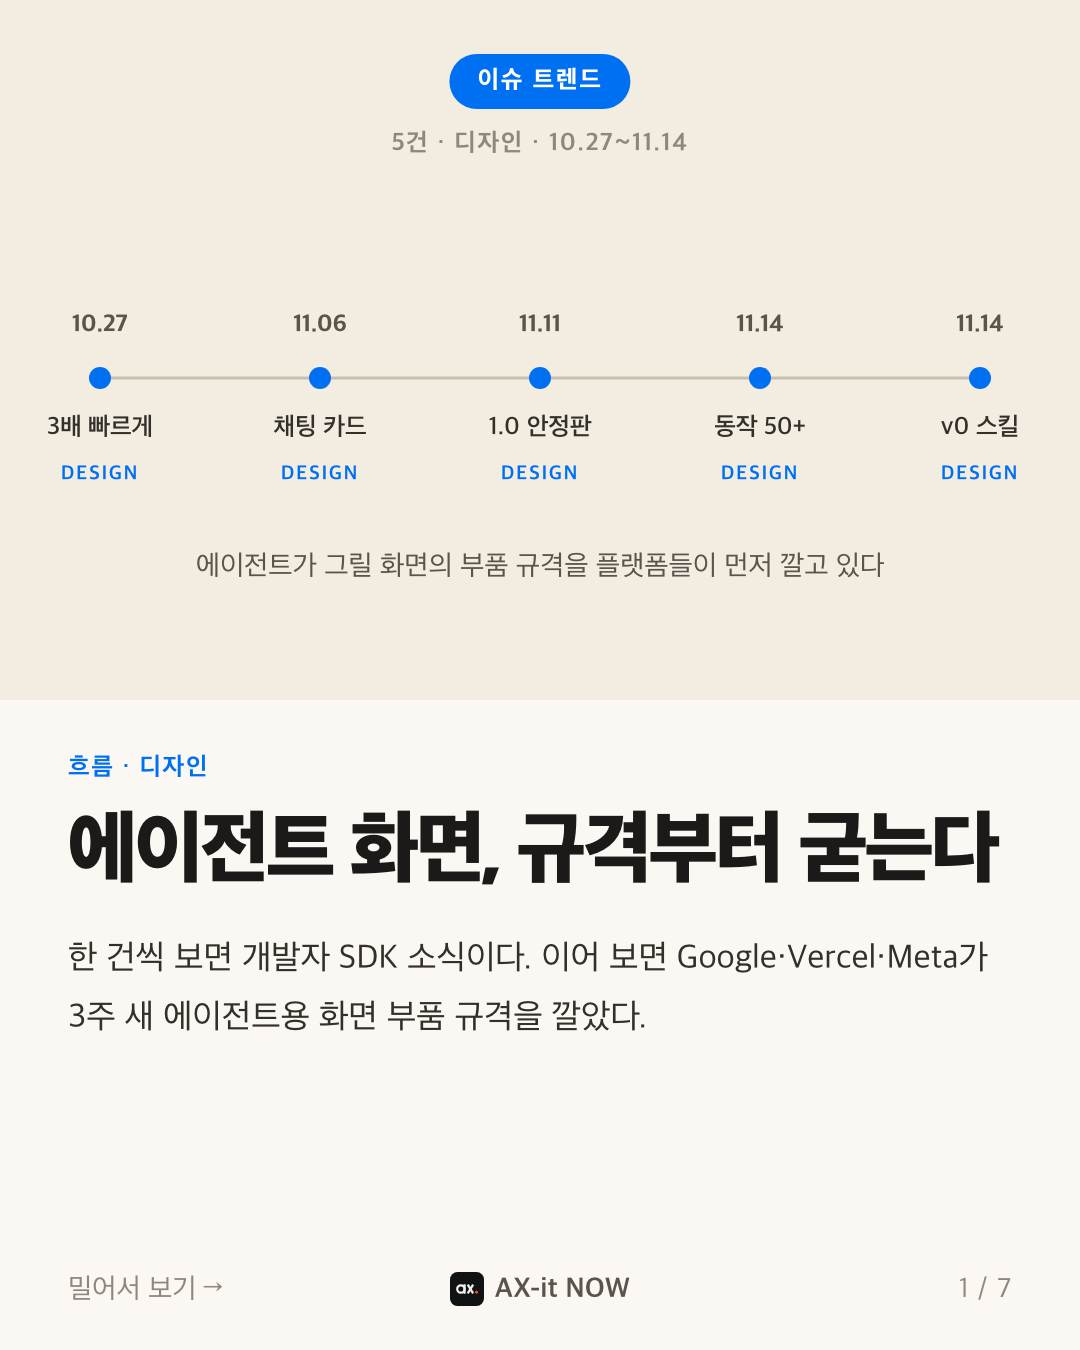 이슈 트렌드
5건 · 디자인 · 10.27~11.14
10.27 11.06 11.11 11.14 11.14
3배 빠르게 채팅 카드 1.0 안정판 동작 50+ v0 스킬
DESIGN DESIGN DESIGN DESIGN DESIGN
에이전트가 그릴 화면의 부품 규격을 플랫폼들이 먼저 깔고 있다
흐름 · 디자인
에이전트 화면, 규격부터 굳는다
한 건씩 보면 개발자 SDK 소식이다. 이어 보면 Google·Vercel·Meta가
3주 새 에이전트용 화면 부품 규격을 깔았다.
밀어서 보기 → ax. AX-it NOW 1 / 7